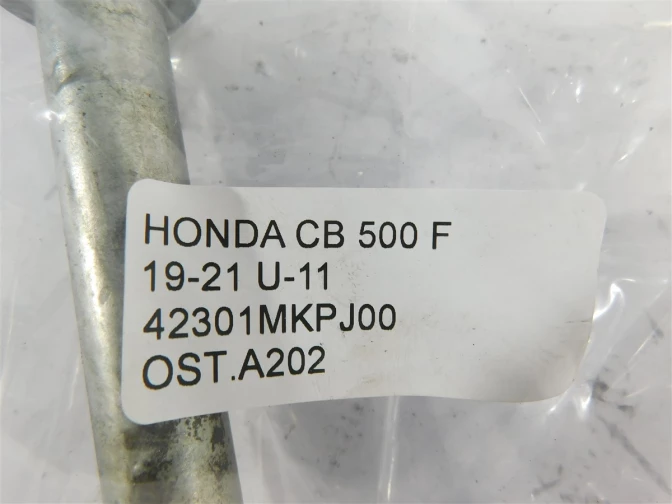 HONDA CB 500 F
19-21 U-11
42301MKPJ00
OST.A202